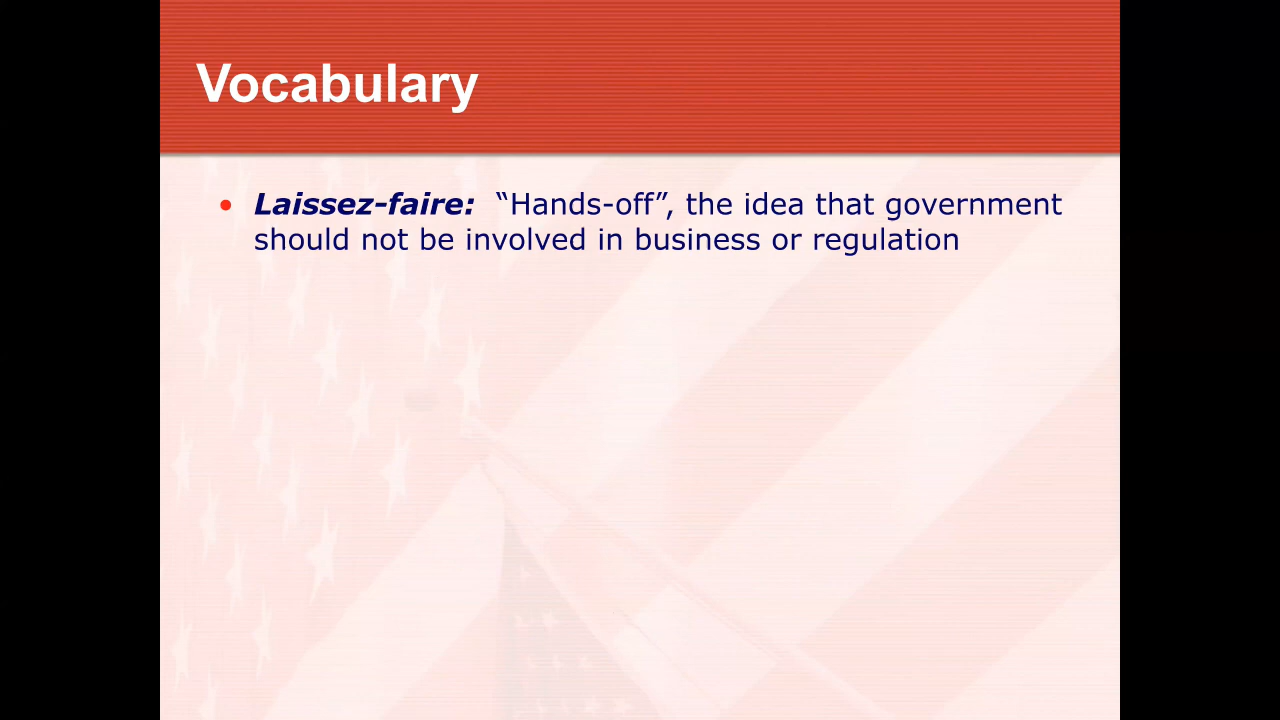 Vocabulary
• Laissez-faire: “Hands-off”, the idea that government
should not be involved in business or regulation